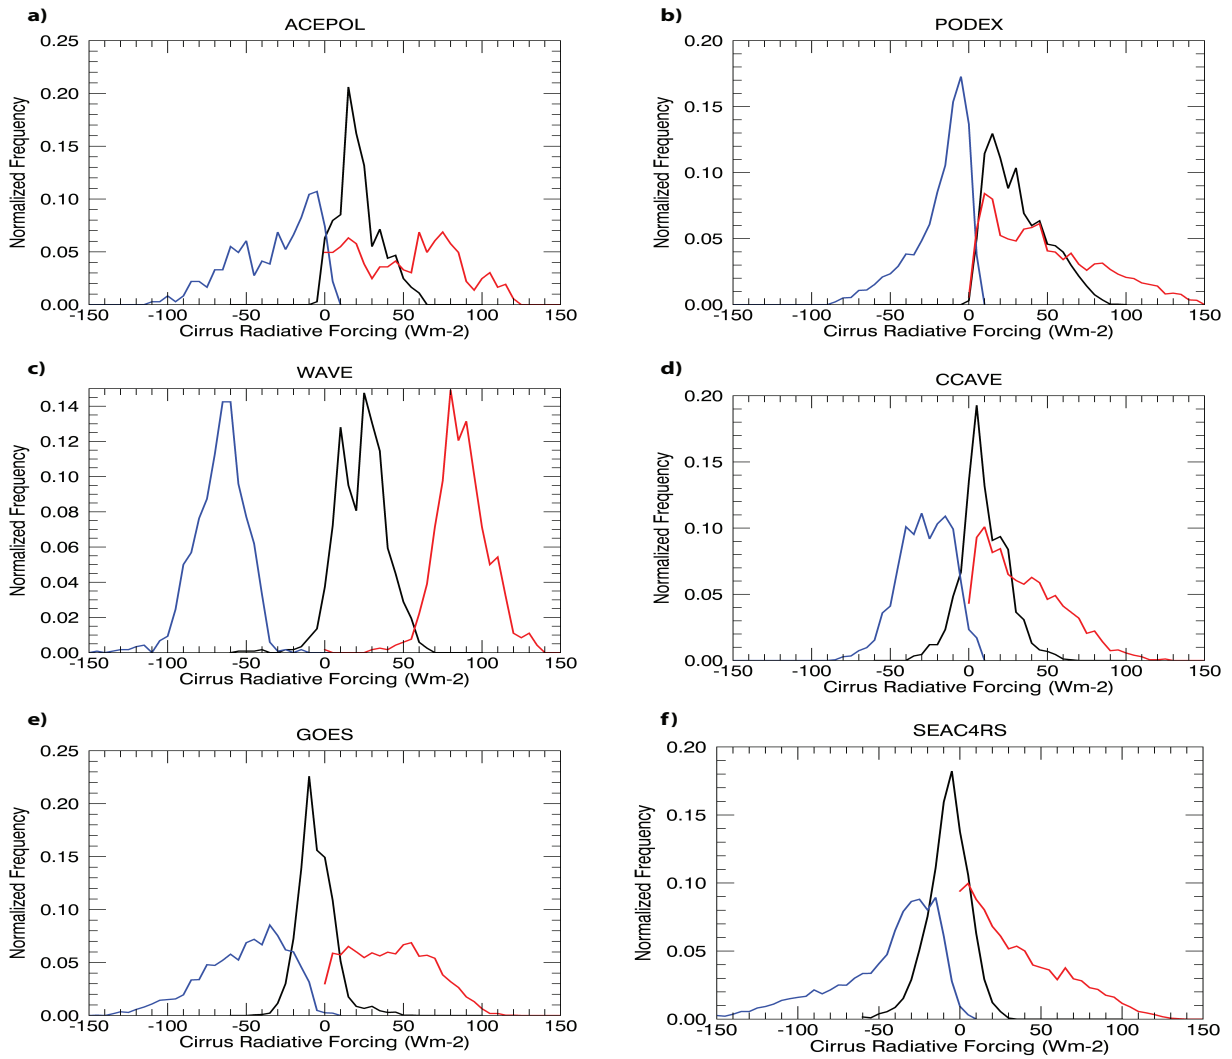 a)
ACEPOL
0.25
0.20
0.15
0.10
0.05
0.00
Normalized Frequency
-150 -100 -50 0 50 100 150
Cirrus Radiative Forcing (Wm-2)
b)
PODEX
0.20
0.15
0.10
0.05
0.00
Normalized Frequency
-150 -100 -50 0 50 100 150
Cirrus Radiative Forcing (Wm-2)
c)
WAVE
0.14
0.12
0.10
0.08
0.06
0.04
0.02
0.00
Normalized Frequency
-150 -100 -50 0 50 100 150
Cirrus Radiative Forcing (Wm-2)
d)
CCAVE
0.20
0.15
0.10
0.05
0.00
Normalized Frequency
-150 -100 -50 0 50 100 150
Cirrus Radiative Forcing (Wm-2)
e)
GOES
0.25
0.20
0.15
0.10
0.05
0.00
Normalized Frequency
-150 -100 -50 0 50 100 150
Cirrus Radiative Forcing (Wm-2)
f)
SEAC4RS
0.20
0.15
0.10
0.05
0.00
Normalized Frequency
-150 -100 -50 0 50 100 150
Cirrus Radiative Forcing (Wm-2)